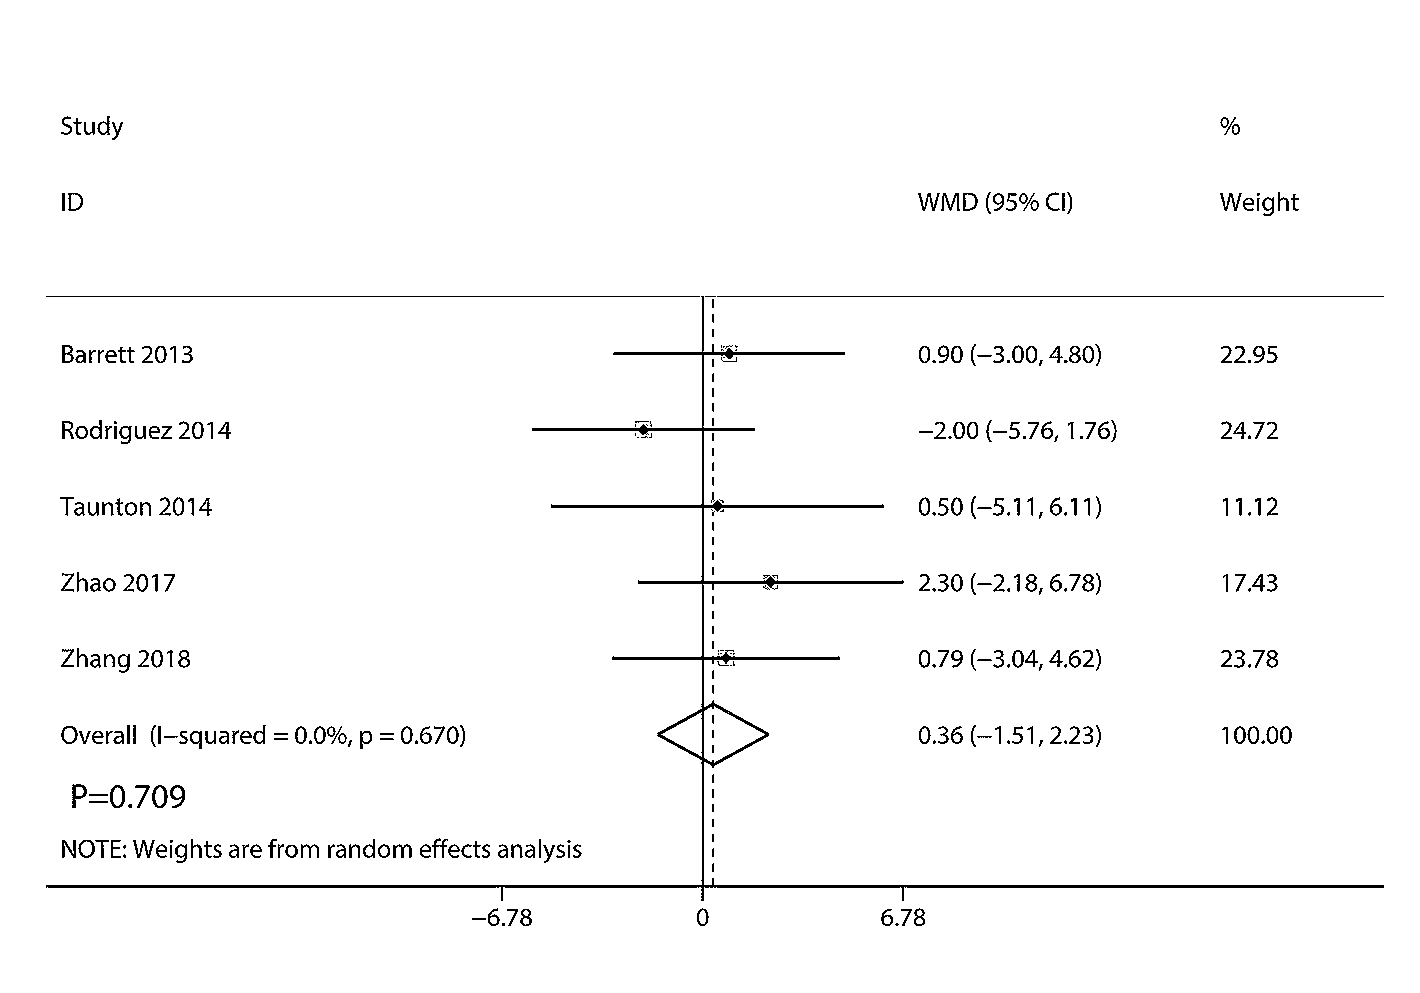 Study %
ID WMD (95% CI) Weight
Barrett 2013 0.90 (−3.00, 4.80) 22.95
Rodriguez 2014 −2.00 (−5.76, 1.76) 24.72
Taunton 2014 0.50 (−5.11, 6.11) 11.12
Zhao 2017 2.30 (−2.18, 6.78) 17.43
Zhang 2018 0.79 (−3.04, 4.62) 23.78
Overall (I−squared = 0.0%, p = 0.670) 0.36 (−1.51, 2.23) 100.00
P=0.709
NOTE: Weights are from random effects analysis
−6.78 0 6.78